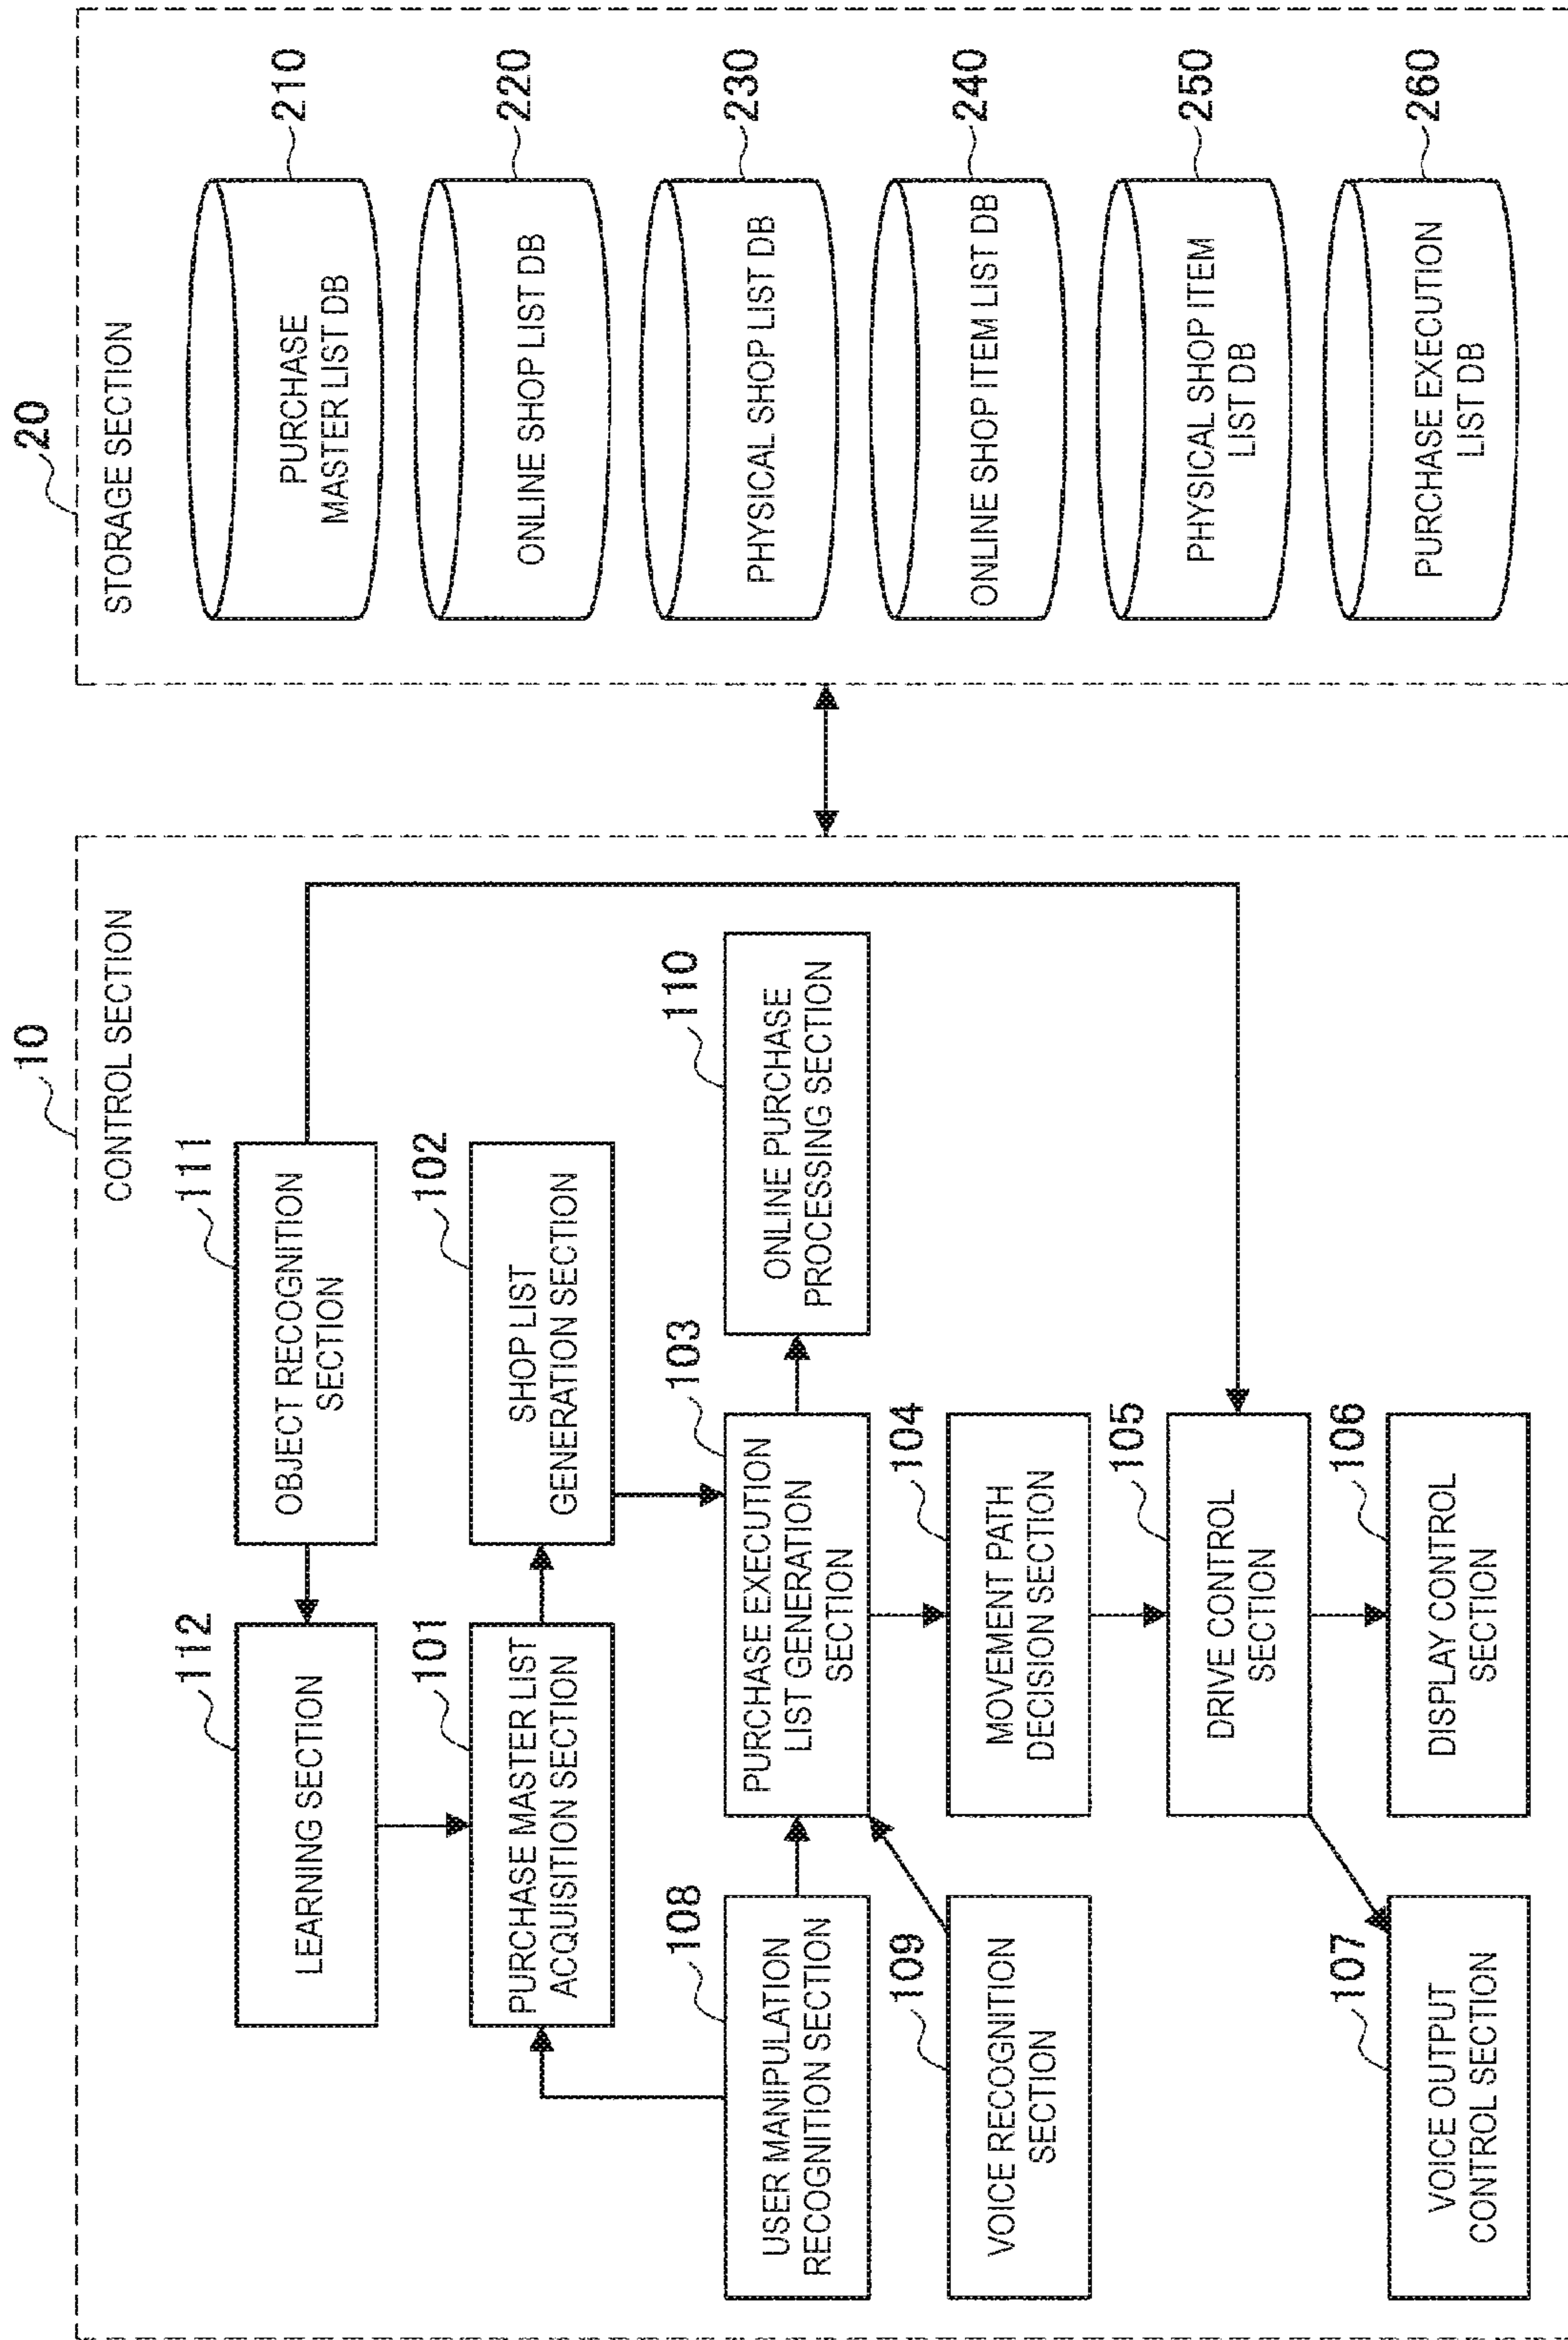 10
CONTROL SECTION
112
LEARNING SECTION
111
OBJECT RECOGNITION
SECTION
101
PURCHASE MASTER LIST
ACQUISITION SECTION
102
SHOP LIST
GENERATION SECTION
108
USER MANIPULATION
RECOGNITION SECTION
103
PURCHASE EXECUTION
LIST GENERATION
SECTION
110
ONLINE PURCHASE
PROCESSING SECTION
109
VOICE RECOGNITION
SECTION
104
MOVEMENT PATH
DECISION SECTION
105
DRIVE CONTROL
SECTION
107
VOICE OUTPUT
CONTROL SECTION
106
DISPLAY CONTROL
SECTION
20
STORAGE SECTION
PURCHASE
MASTER LIST DB
210
ONLINE SHOP LIST DB
220
PHYSICAL SHOP LIST DB
230
ONLINE SHOP ITEM LIST DB
240
PHYSICAL SHOP ITEM
LIST DB
250
PURCHASE EXECUTION
LIST DB
260